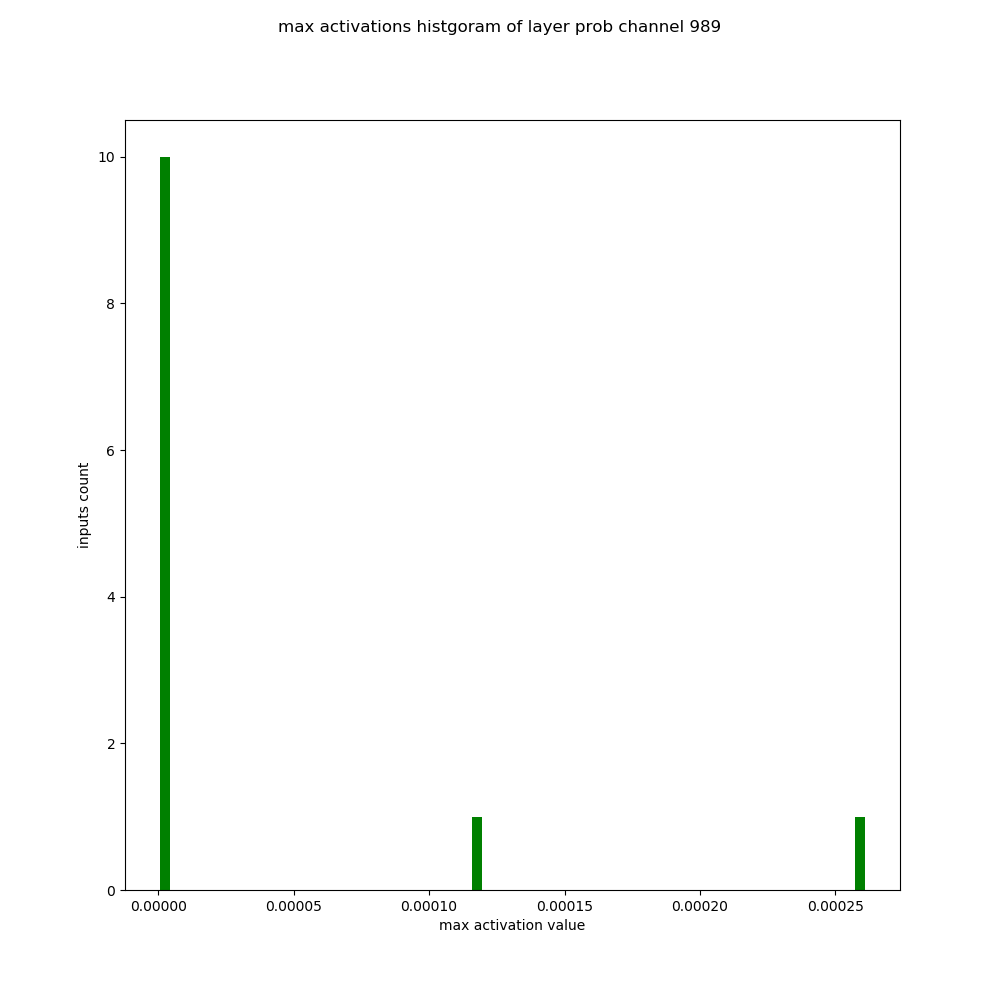 max activations histgoram of layer prob channel 989
10
8
6
4
2
0
inputs count
0.00000 0.00005 0.00010 0.00015 0.00020 0.00025
max activation value